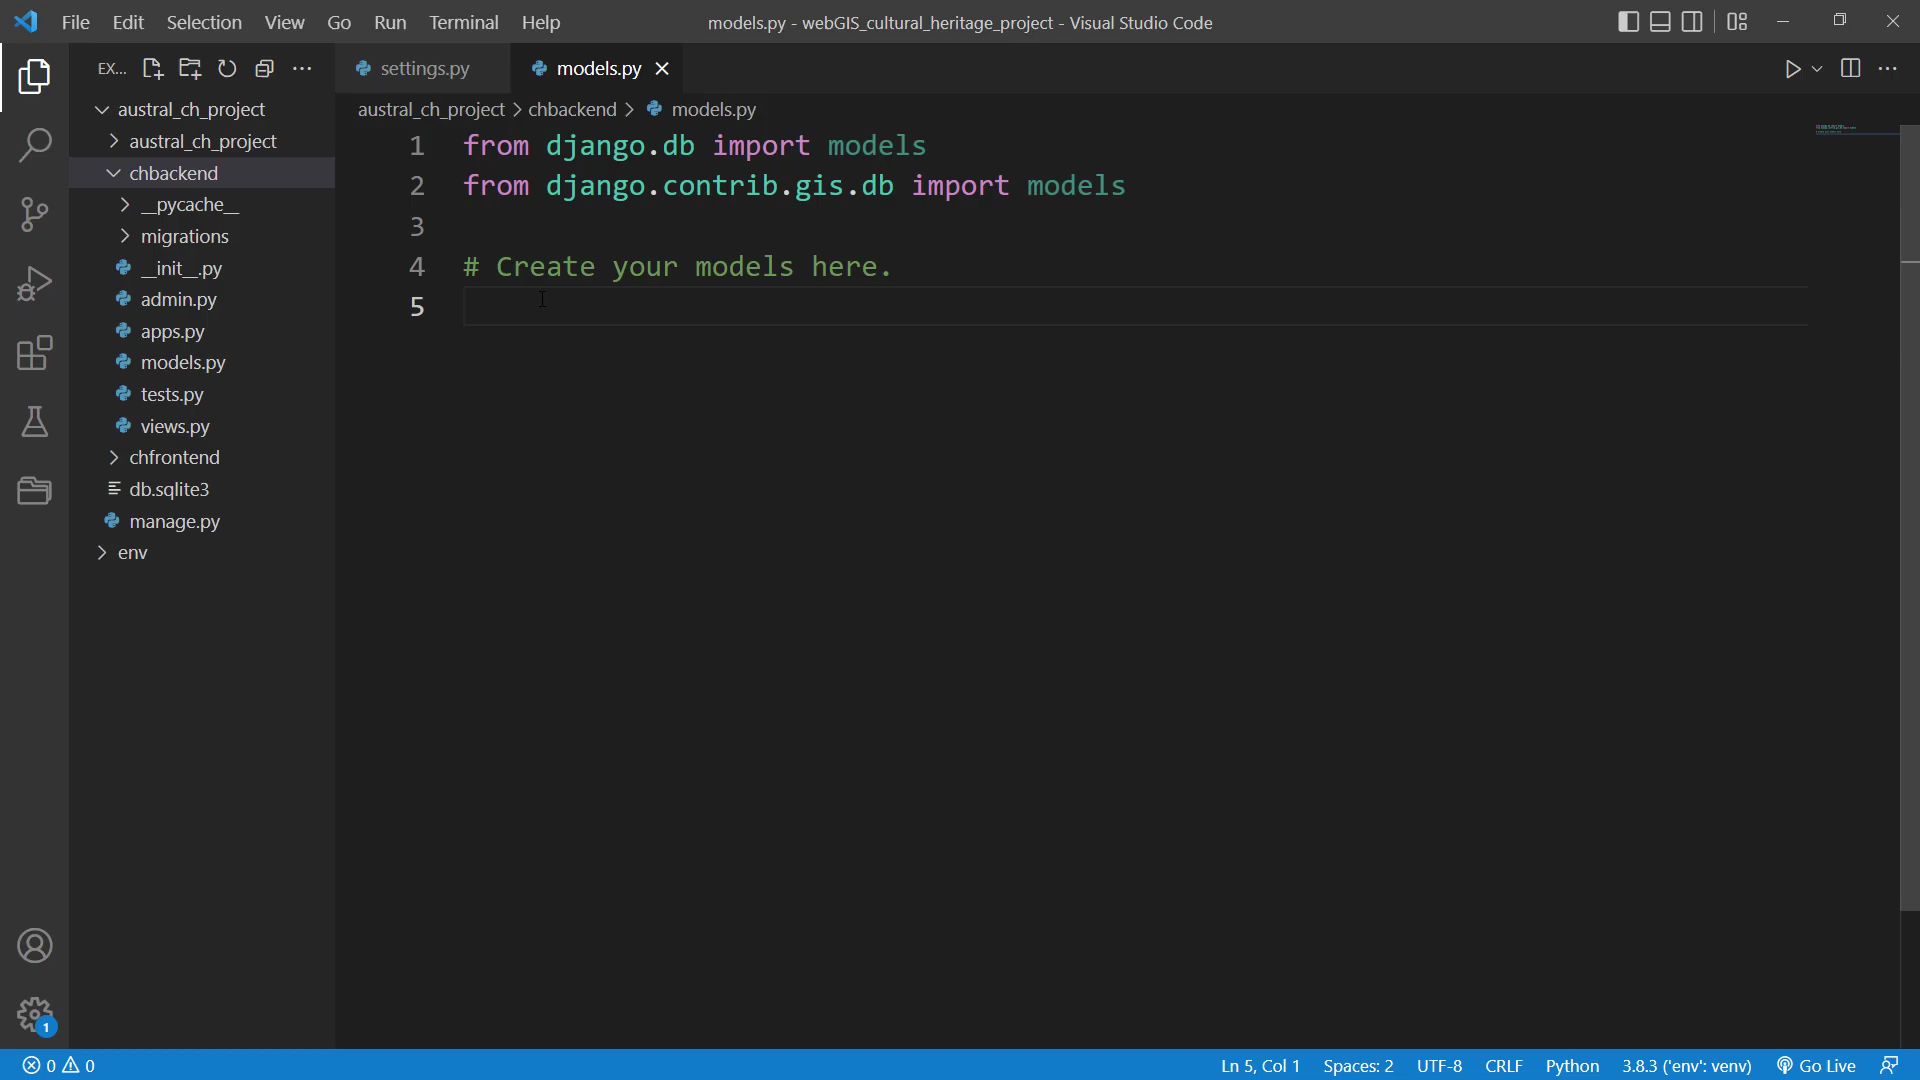 File Edit Selection View Go Run Terminal Help
models.py - webGIS_cultural_heritage_project - Visual Studio Code
EX...
settings.py
models.py
austral_ch_project
austral_ch_project
chbackend
__pycache__
migrations
__init__.py
admin.py
apps.py
models.py
tests.py
views.py
chfrontend
db.sqlite3
manage.py
env
austral_ch_project > chbackend > models.py
1 from django.db import models
2 from django.contrib.gis.db import models
3
4 # Create your models here.
5
1
0 0
Ln 5, Col 1 Spaces: 2 UTF-8 CRLF Python 3.8.3 ('env': venv) Go Live